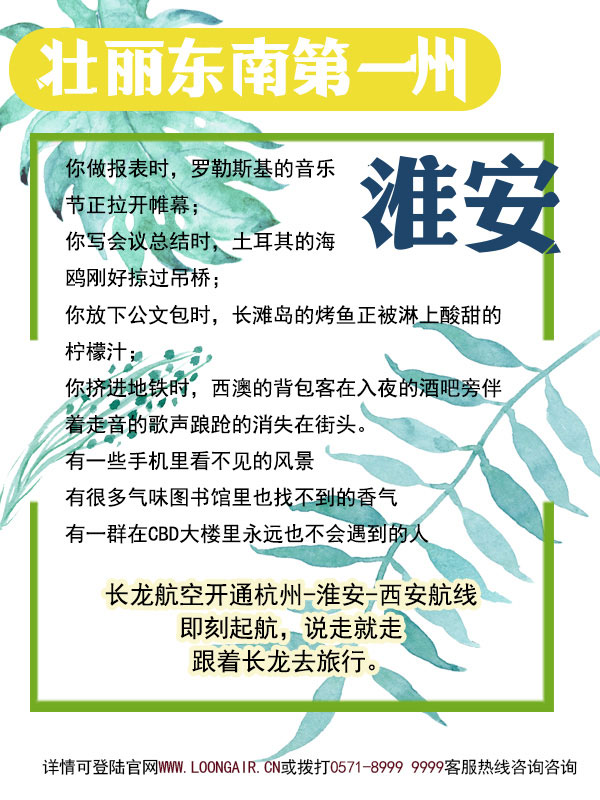 壮丽东南第一州
淮安
你做报表时，罗勒斯基的音乐
节正拉开帷幕；
你写会议总结时，土耳其的海
鸥刚好掠过吊桥；
你放下公文包时，长滩岛的烤鱼正被淋上酸甜的
柠檬汁；
你挤进地铁时，西澳的背包客在入夜的酒吧旁伴
着走音的歌声踉跄的消失在街头。
有一些手机里看不见的风景
有很多气味图书馆里也找不到的香气
有一群在CBD大楼里永远也不会遇到的人
长龙航空开通杭州-淮安-西安航线
即刻起航，说走就走
跟着长龙去旅行。
详情可登陆官网WWW.LOONGAIR.CN或拨打0571-8999 9999客服热线咨询咨询